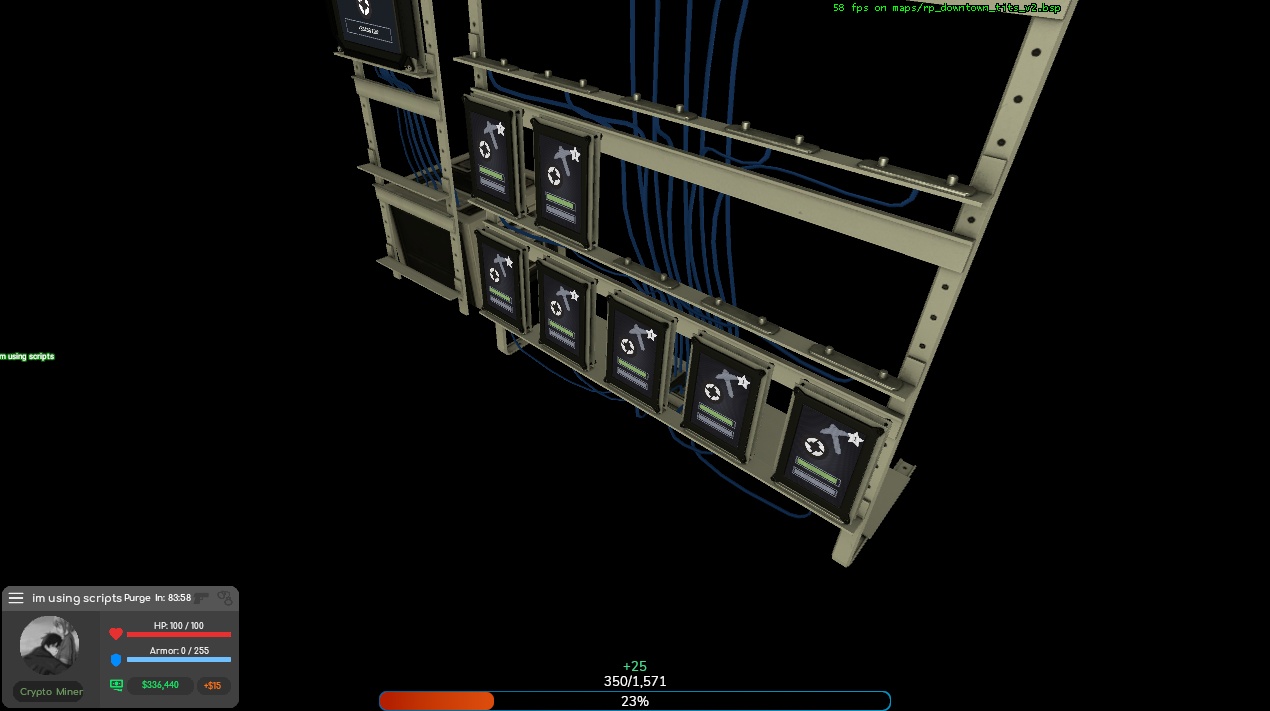 58 fps on maps/rp_downtown_tits_v2.bsp
im using scripts
im using scripts Purge In: 83:58
HP: 100 / 100
Armor: 0 / 255
$336,440 +$15
Crypto Miner
+25
350/1,571
23%